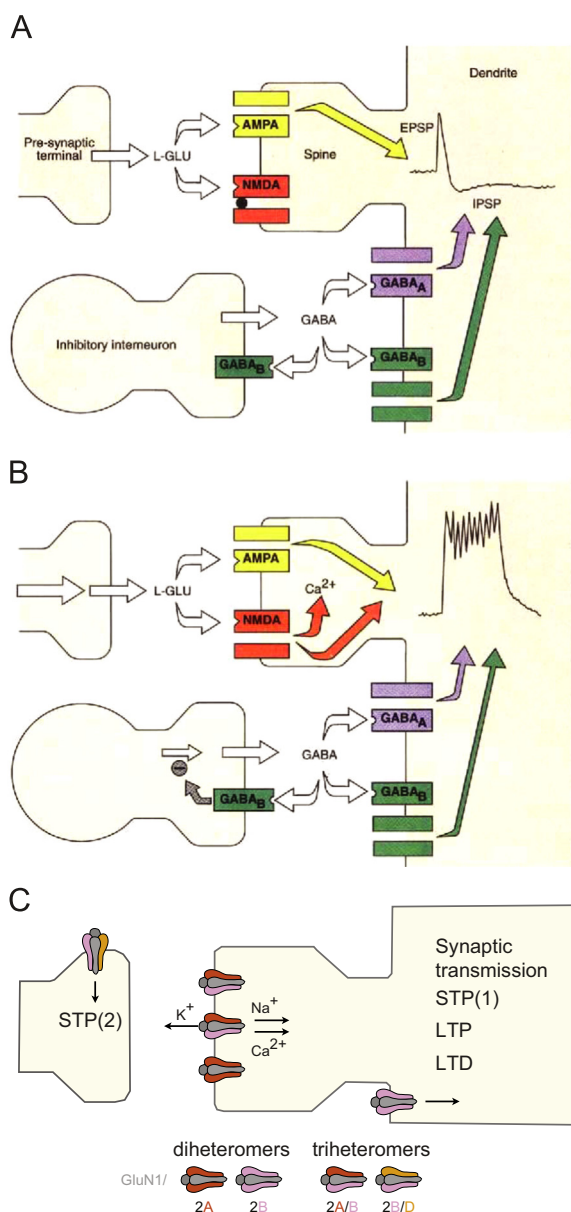 A
Dendrite
Pre-synaptic
terminal
L-GLU
AMPA
NMDA
Spine
EPSP
IPSP
GABAA
GABA
Inhibitory interneuron
GABAB
GABAB
B
L-GLU
AMPA
Ca2+
NMDA
GABAA
GABA
GABAB
GABAB
C
Synaptic
transmission
STP(1)
LTP
LTD
STP(2)
K+
Na+
Ca2+
diheteromers triheteromers
GluN1/
2A 2B 2A/B 2B/D